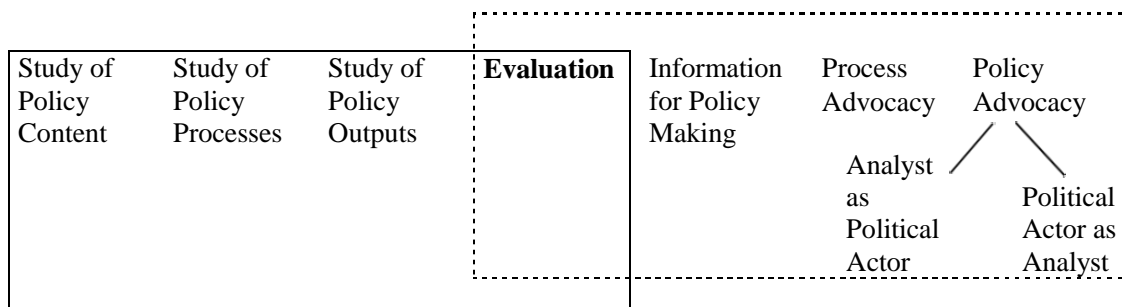 Study of
Policy
Content
Study of
Policy
Processes
Study of
Policy
Outputs
Evaluation
Information
for Policy
Making
Process
Advocacy
Policy
Advocacy
Analyst
as
Political
Actor
Political
Actor as
Analyst